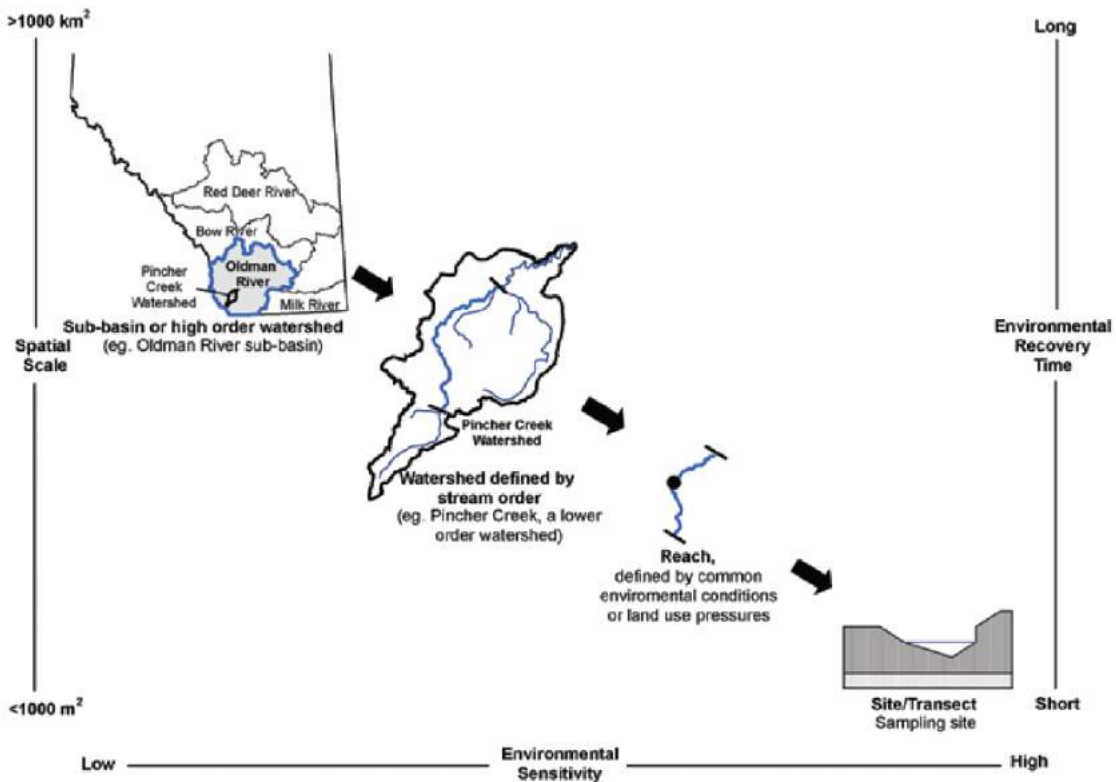 >1000 km²
Long
Red Deer River
Bow River
Oldman
River
Pincher
Creek
Watershed
Milk River
Sub-basin or high order watershed
(eg. Oldman River sub-basin)
Spatial
Scale
Environmental
Recovery
Time
Pincher Creek
Watershed
Watershed defined by
stream order
(eg. Pincher Creek, a lower
order watershed)
Reach,
defined by common
enviromental conditions
or land use pressures
<1000 m²
Site/Transect
Sampling site
Short
Low
Environmental
Sensitivity
High